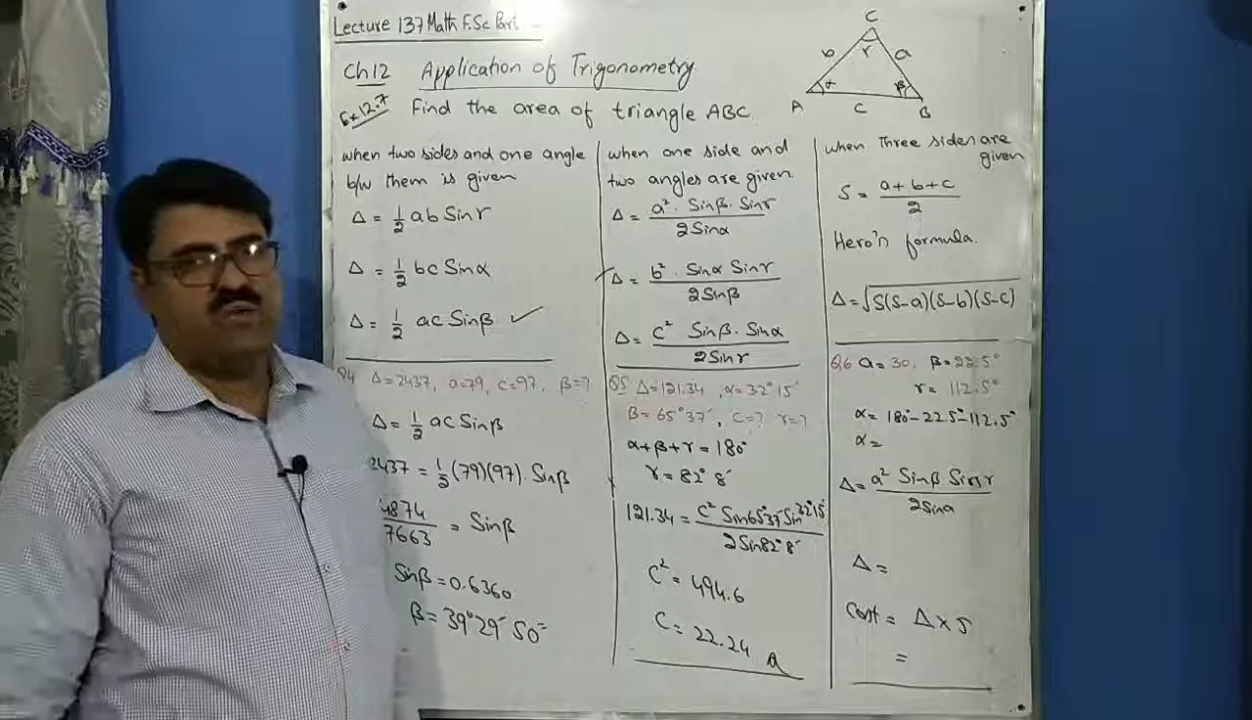 Lecture 137 Math F.Sc Part
Ch12 Application of Trigonometry
Ex 12.7 Find the area of triangle ABC.
C
b r a
α β
A c B
when two sides and one angle
b/w them is given
Δ = 1/2 ab Sin r
Δ = 1/2 bc Sin α
Δ = 1/2 ac Sin β ✓
Q4 Δ=2437, a=79, c=97, β=?
Δ = 1/2 ac Sin β
2437 = 1/2 (79)(97) · Sin β
4874/7663 = Sin β
Sin β = 0.6360
β = 39° 29′ 50″
when one side and
two angles are given
Δ = a² · Sin β · Sin r / 2 Sin α
Δ = b² · Sin α Sin r / 2 Sin β
Δ = c² Sin β · Sin α / 2 Sin r
Q5 Δ=121.34, α=32° 15′
β = 65° 37′, c=? r=?
α+β+r = 180°
r = 82° 8′
121.34 = c² Sin 65° 37′ Sin 32° 15′ / 2 Sin 82° 8′
c² = 494.6
c = 22.24
when Three sides are
given
S = a+b+c / 2
Hero'n formula.
Δ = √S(S-a)(S-b)(S-c)
Q6 a = 30, β = 22.5°
r = 112.5°
α = 180° - 22.5° - 112.5°
α =
Δ = a² Sin β Sin r / 2 Sin α
Δ =
Cost = Δ × 5
=